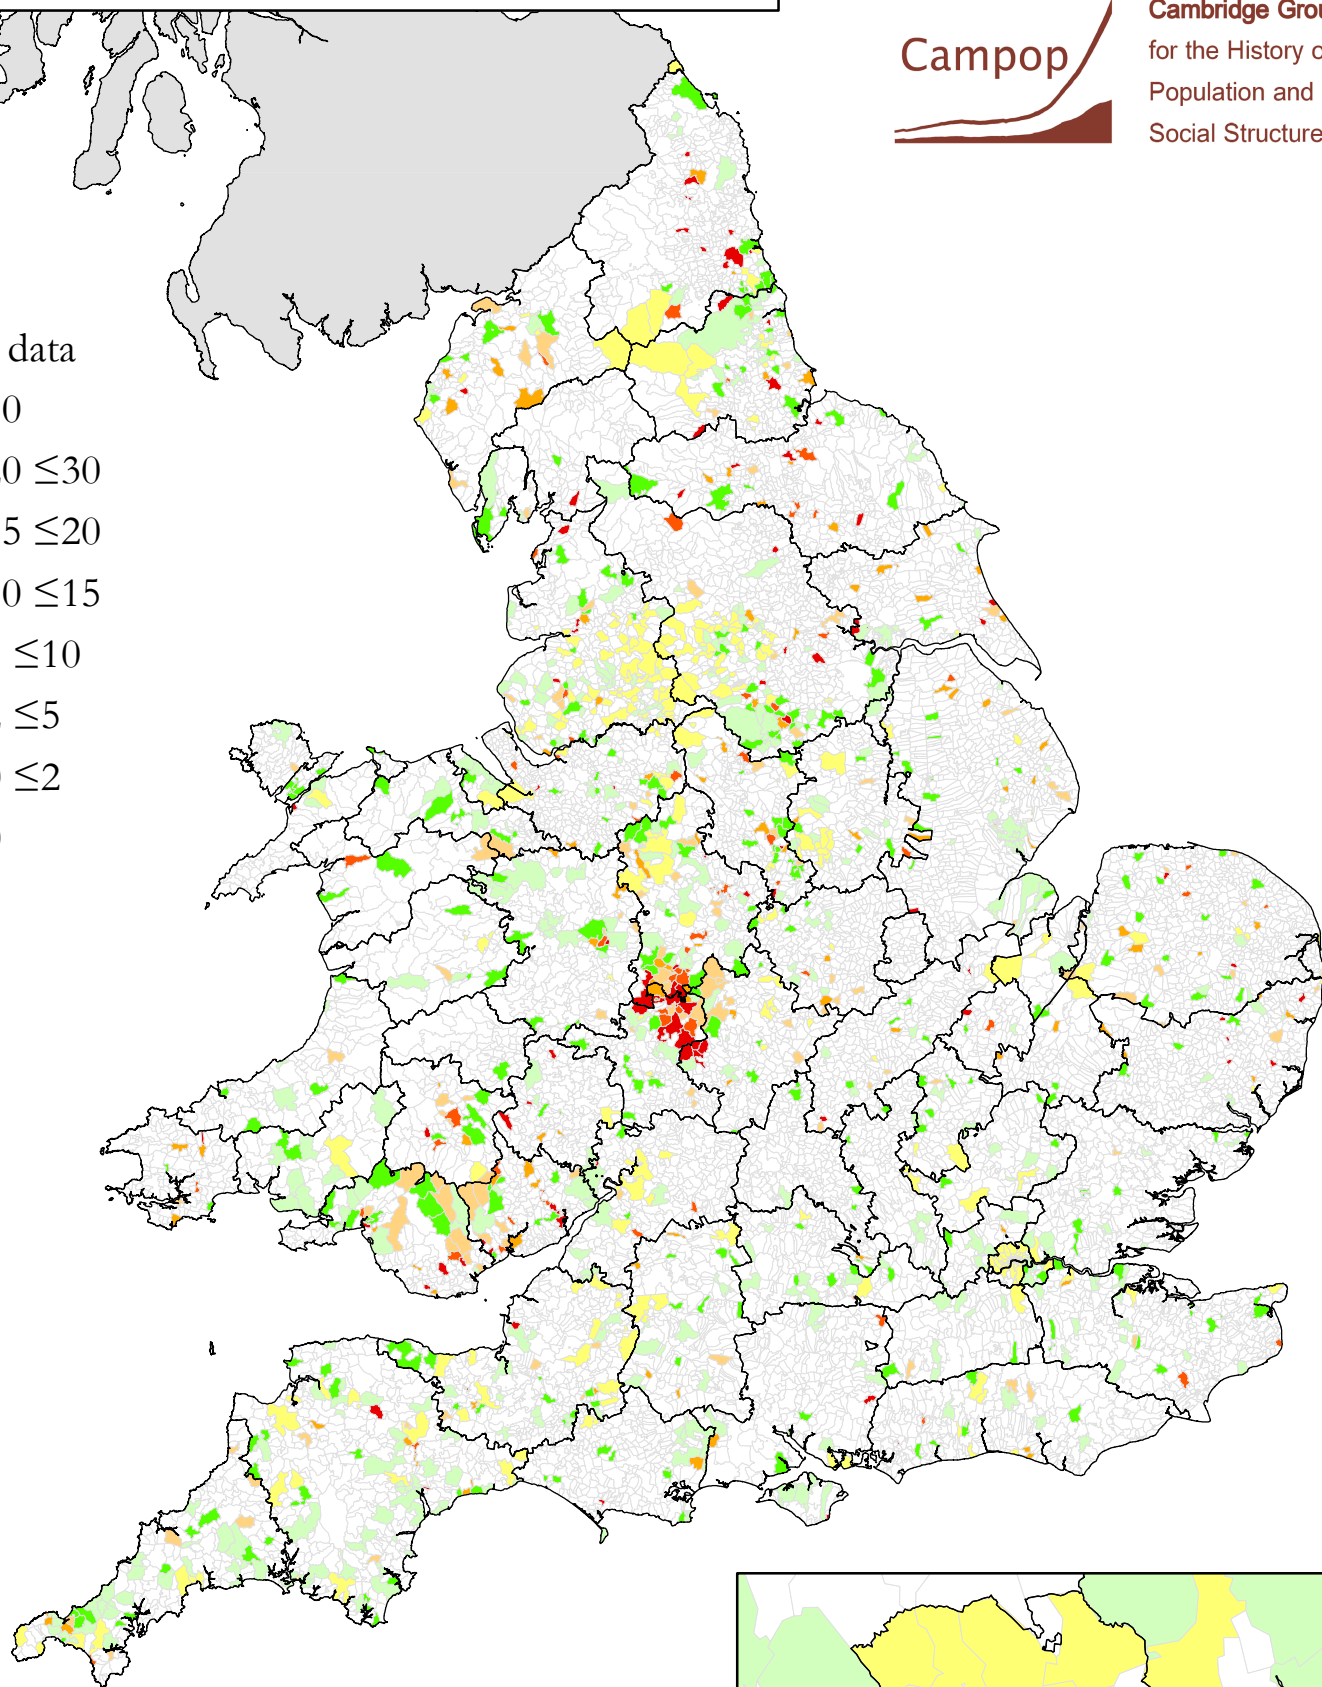 Cambridge Grou
Campop
for the History o
Population and
Social Structure
data
0
0 ≤30
5 ≤20
0 ≤15
≤10
≤5
≤2